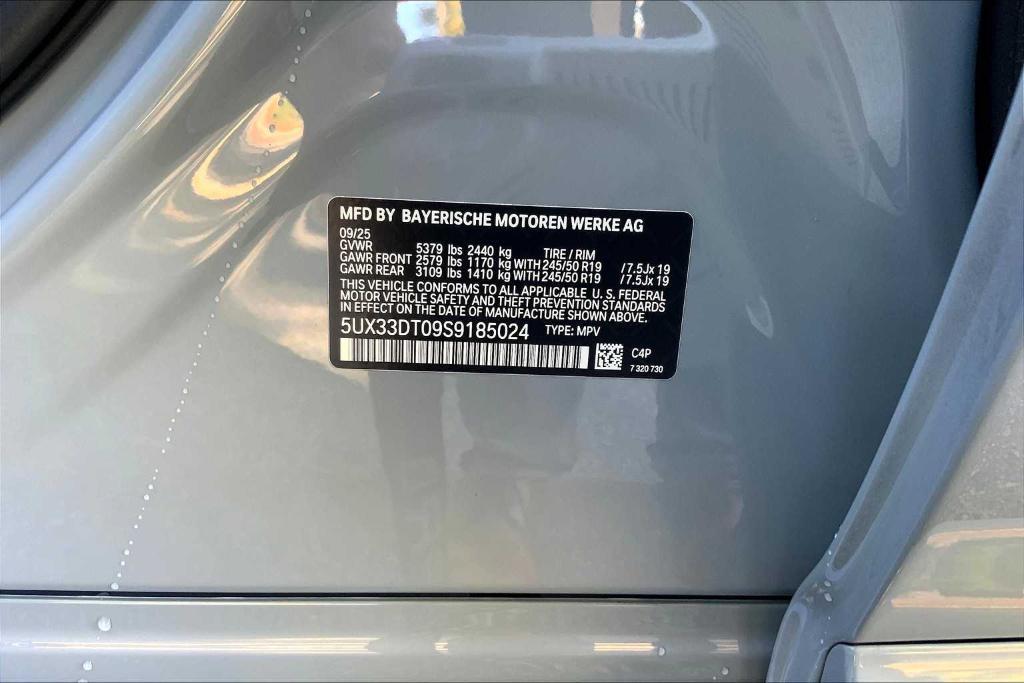 MFD BY BAYERISCHE MOTOREN WERKE AG
09/25
GVWR 5379 lbs 2440 kg TIRE / RIM
GAWR FRONT 2579 lbs 1170 kg WITH 245/50 R19 /7.5Jx 19
GAWR REAR 3109 lbs 1410 kg WITH 245/50 R19 /7.5Jx 19
THIS VEHICLE CONFORMS TO ALL APPLICABLE U. S. FEDERAL
MOTOR VEHICLE SAFETY AND THEFT PREVENTION STANDARDS
IN EFFECT ON THE DATE OF MANUFACTURE SHOWN ABOVE.
5UX33DT09S9185024 TYPE: MPV
C4P
7 320 730